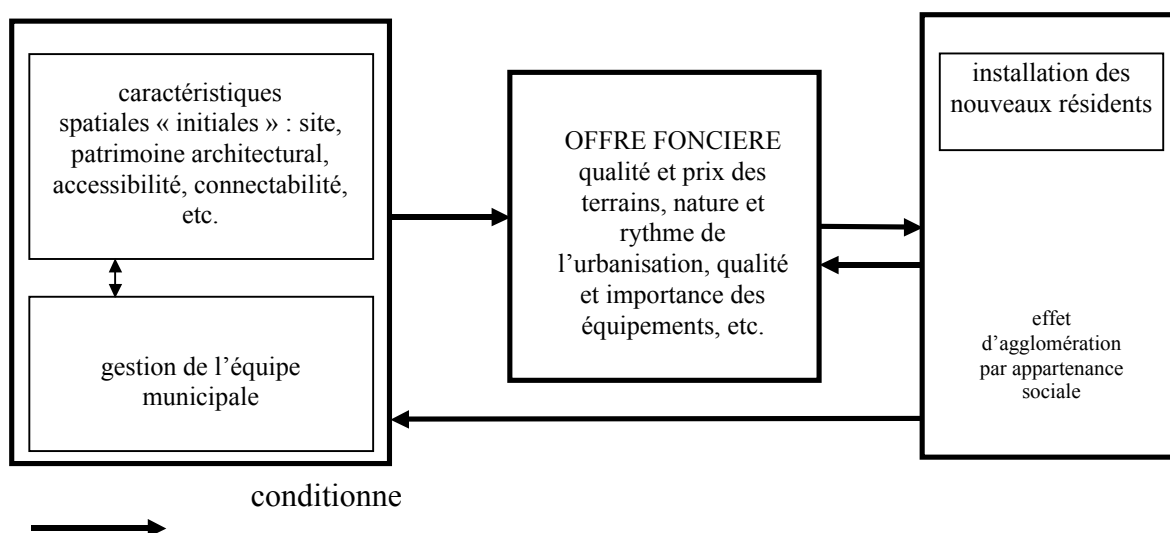 caractéristiques
spatiales « initiales » : site,
patrimoine architectural,
accessibilité, connectabilité,
etc.
gestion de l’équipe
municipale
OFFRE FONCIERE
qualité et prix des
terrains, nature et
rythme de
l’urbanisation, qualité
et importance des
équipements, etc.
installation des
nouveaux résidents
effet
d’agglomération
par appartenance
sociale
conditionne